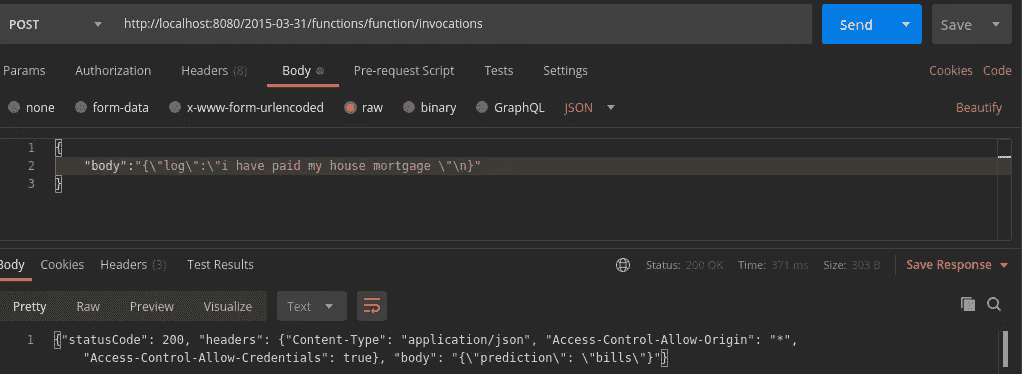 POST http://localhost:8080/2015-03-31/functions/function/invocations Send Save
Params Authorization Headers (8) Body Pre-request Script Tests Settings Cookies Code
none form-data x-www-form-urlencoded raw binary GraphQL JSON Beautify
1 {
2 "body":"{\"log\":\"i have paid my house mortgage \"\n}"
3 }
Body Cookies Headers (3) Test Results Status: 200 OK Time: 371 ms Size: 303 B Save Response
Pretty Raw Preview Visualize Text
1 {"statusCode": 200, "headers": {"Content-Type": "application/json", "Access-Control-Allow-Origin": "*",
"Access-Control-Allow-Credentials": true}, "body": "{\"prediction\": \"bills\"}"}